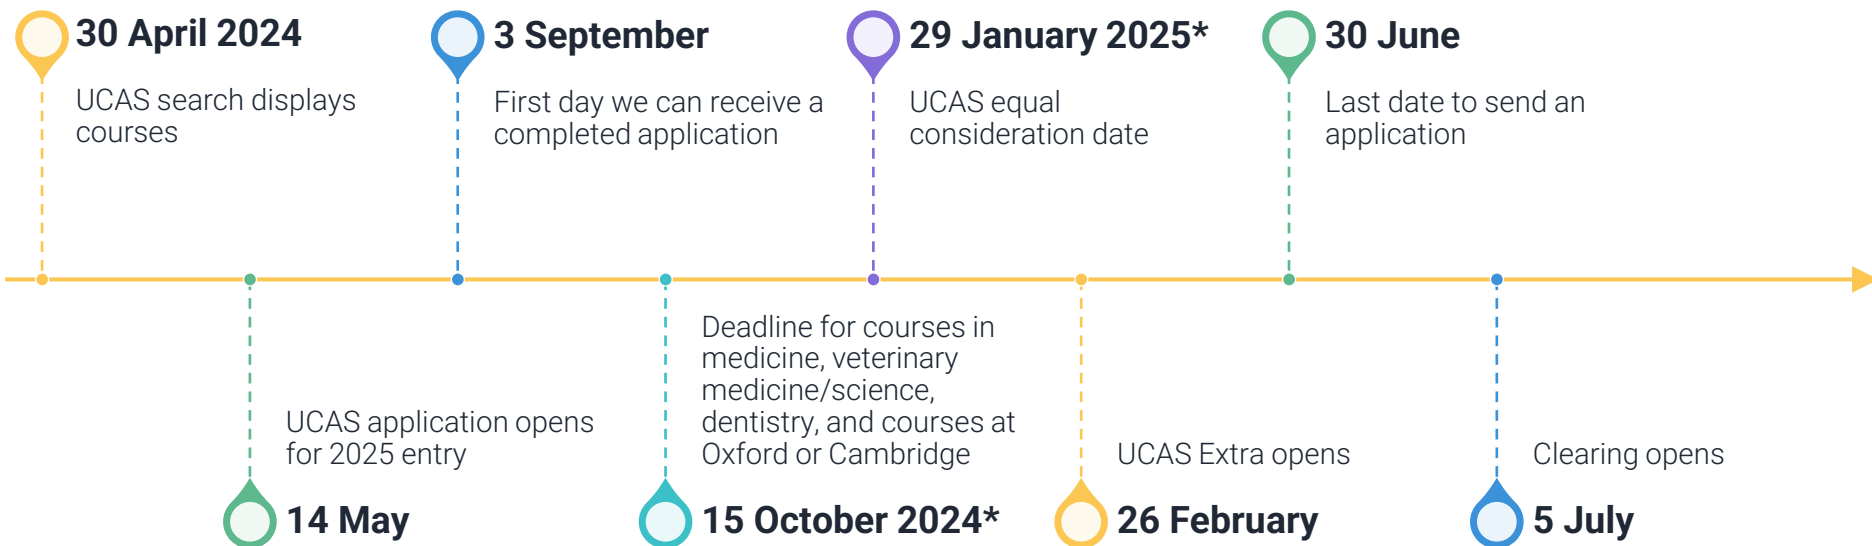 30 April 2024
UCAS search displays
courses
3 September
First day we can receive a
completed application
29 January 2025*
UCAS equal
consideration date
30 June
Last date to send an
application
UCAS application opens
for 2025 entry
14 May
Deadline for courses in
medicine, veterinary
medicine/science,
dentistry, and courses at
Oxford or Cambridge
15 October 2024*
UCAS Extra opens
26 February
Clearing opens
5 July